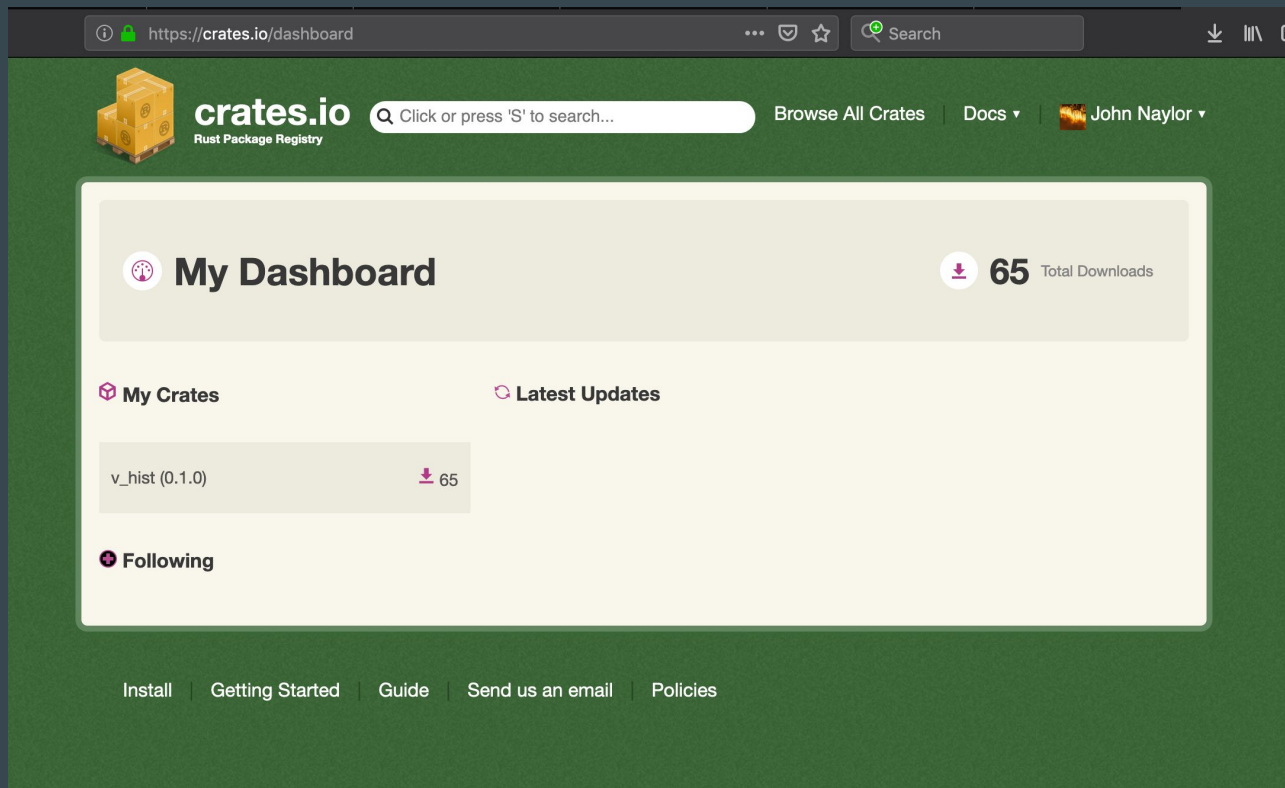 https://crates.io/dashboard
Search
crates.io
Rust Package Registry
Click or press 'S' to search...
Browse All Crates
Docs
John Naylor
My Dashboard
65 Total Downloads
My Crates
Latest Updates
v_hist (0.1.0)
65
Following
Install
Getting Started
Guide
Send us an email
Policies